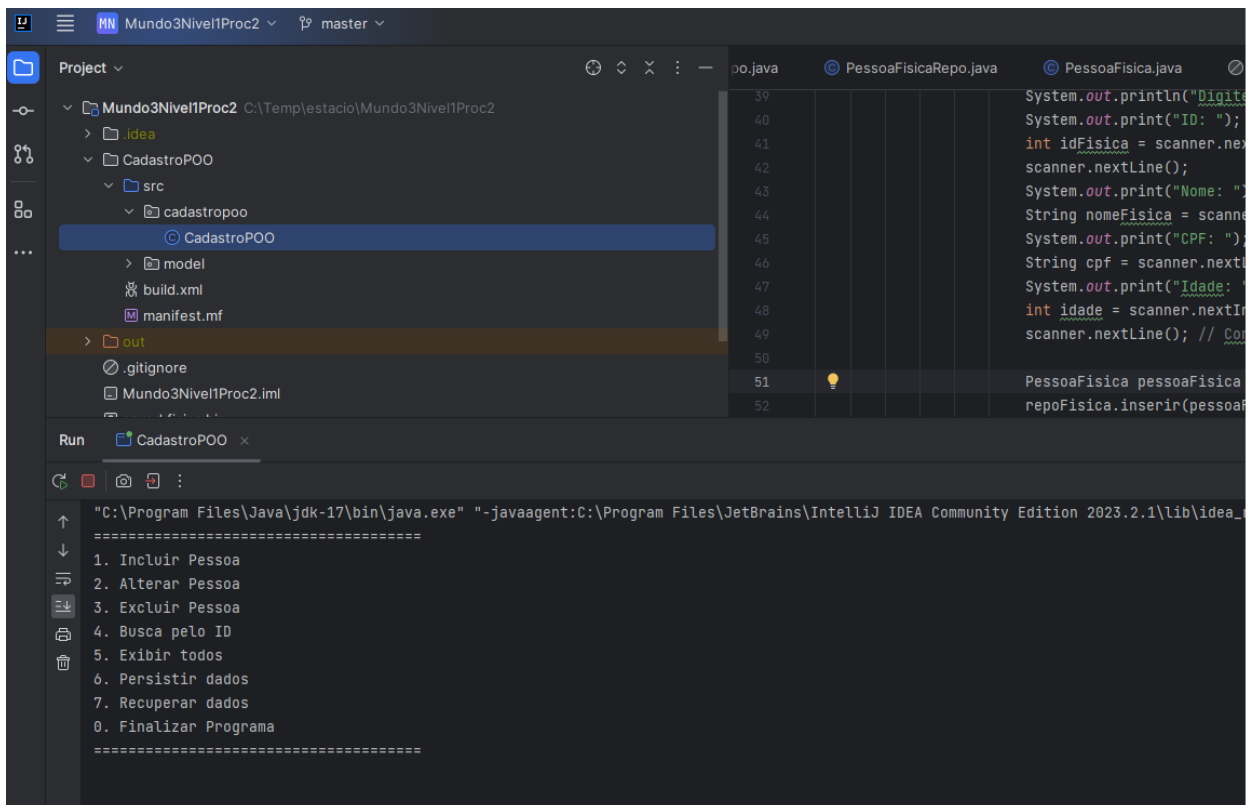 MN Mundo3Nivel1Proc2 master
Project
Mundo3Nivel1Proc2 C:\Temp\estacio\Mundo3Nivel1Proc2
.idea
CadastroPOO
src
cadastropoo
CadastroPOO
model
build.xml
manifest.mf
out
.gitignore
Mundo3Nivel1Proc2.iml
po.java PessoaFisicaRepo.java PessoaFisica.java
39 System.out.println("Digite
40 System.out.print("ID: ");
41 int idFisica = scanner.nex
42 scanner.nextLine();
43 System.out.print("Nome: ")
44 String nomeFisica = scanne
45 System.out.print("CPF: ");
46 String cpf = scanner.nextL
47 System.out.print("Idade: "
48 int idade = scanner.nextIn
49 scanner.nextLine(); // Con
50
51 PessoaFisica pessoaFisica
52 repoFisica.inserir(pessoaF
Run CadastroPOO
"C:\Program Files\Java\jdk-17\bin\java.exe" "-javaagent:C:\Program Files\JetBrains\IntelliJ IDEA Community Edition 2023.2.1\lib\idea_r
======================================
1. Incluir Pessoa
2. Alterar Pessoa
3. Excluir Pessoa
4. Busca pelo ID
5. Exibir todos
6. Persistir dados
7. Recuperar dados
0. Finalizar Programa
======================================